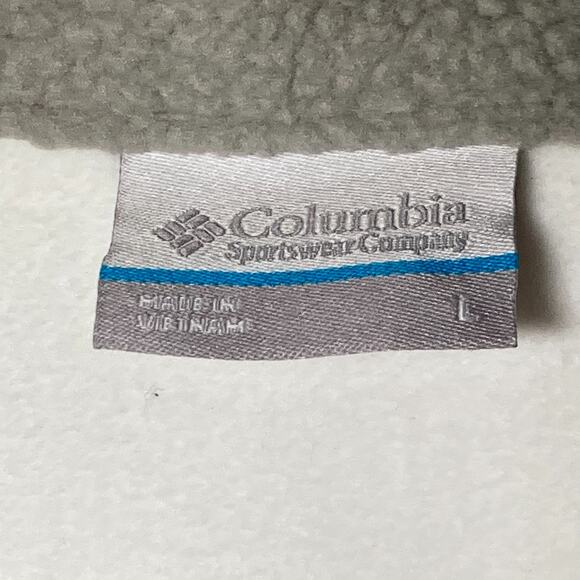 Columbia
Sportswear Company
MADE IN
VIETNAM
L